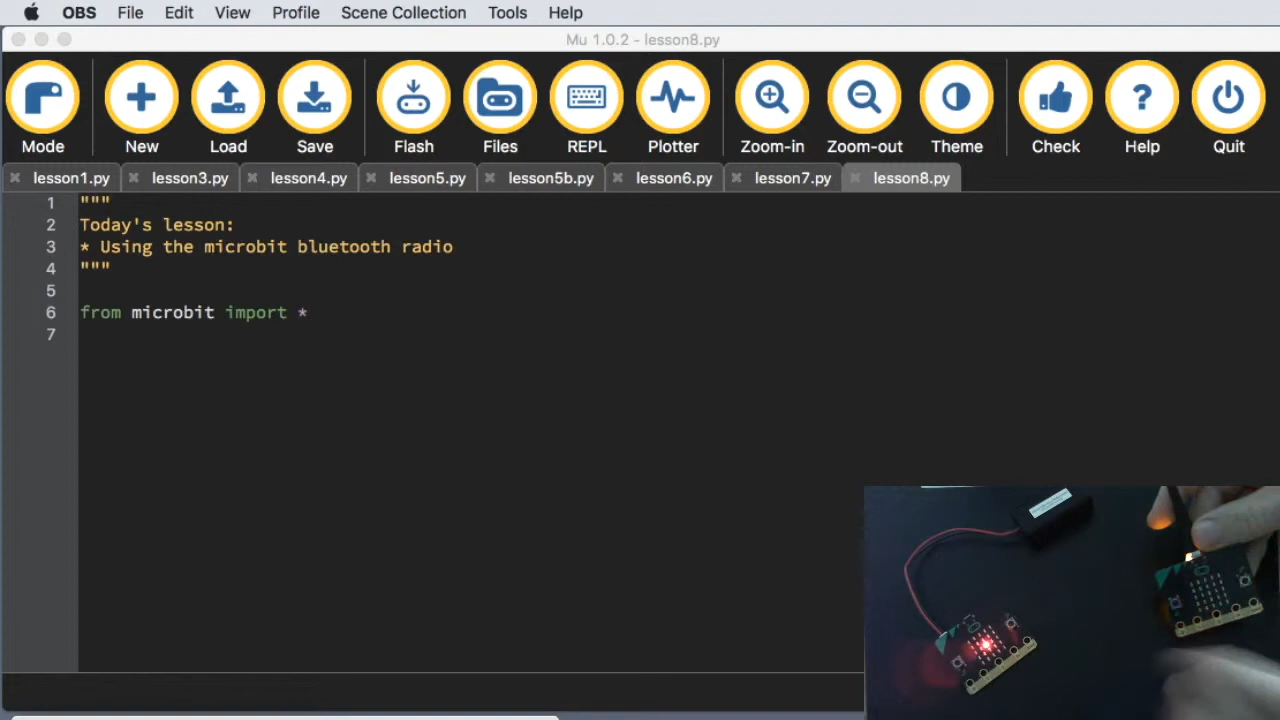 OBS File Edit View Profile Scene Collection Tools Help
Mu 1.0.2 - lesson8.py
Mode New Load Save Flash Files REPL Plotter Zoom-in Zoom-out Theme Check Help Quit
lesson1.py lesson3.py lesson4.py lesson5.py lesson5b.py lesson6.py lesson7.py lesson8.py
1 """
2 Today's lesson:
3 * Using the microbit bluetooth radio
4 """
5
6 from microbit import *
7